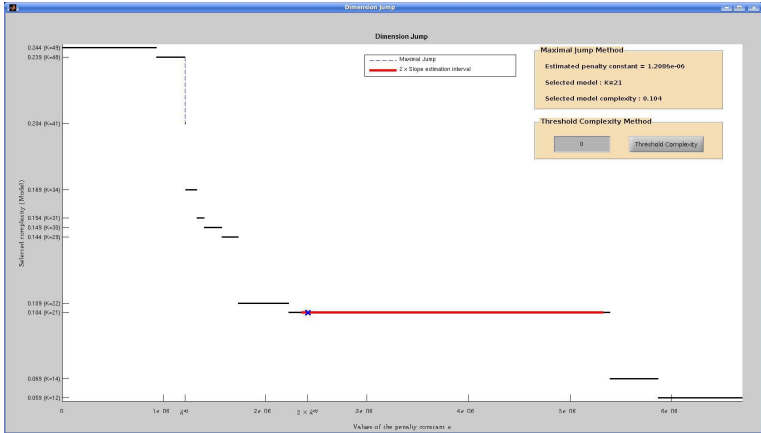 Dimension Jump
Dimension Jump
Maximal Jump
2 x Slope estimation interval
Maximal Jump Method
Estimated penalty constant = 1.2086e-06
Selected model : K=21
Selected model complexity : 0.104
Threshold Complexity Method
0
Threshold Complexity
Selected complexity (Model)
0.244 (K=49)
0.239 (K=48)
0.204 (K=41)
0.169 (K=34)
0.154 (K=31)
0.149 (K=30)
0.144 (K=29)
0.109 (K=22)
0.104 (K=21)
0.069 (K=14)
0.059 (K=12)
0 1e-06 2e-06 2 × 3e-06 4e-06 5e-06 6e-06
Values of the penalty constant κ